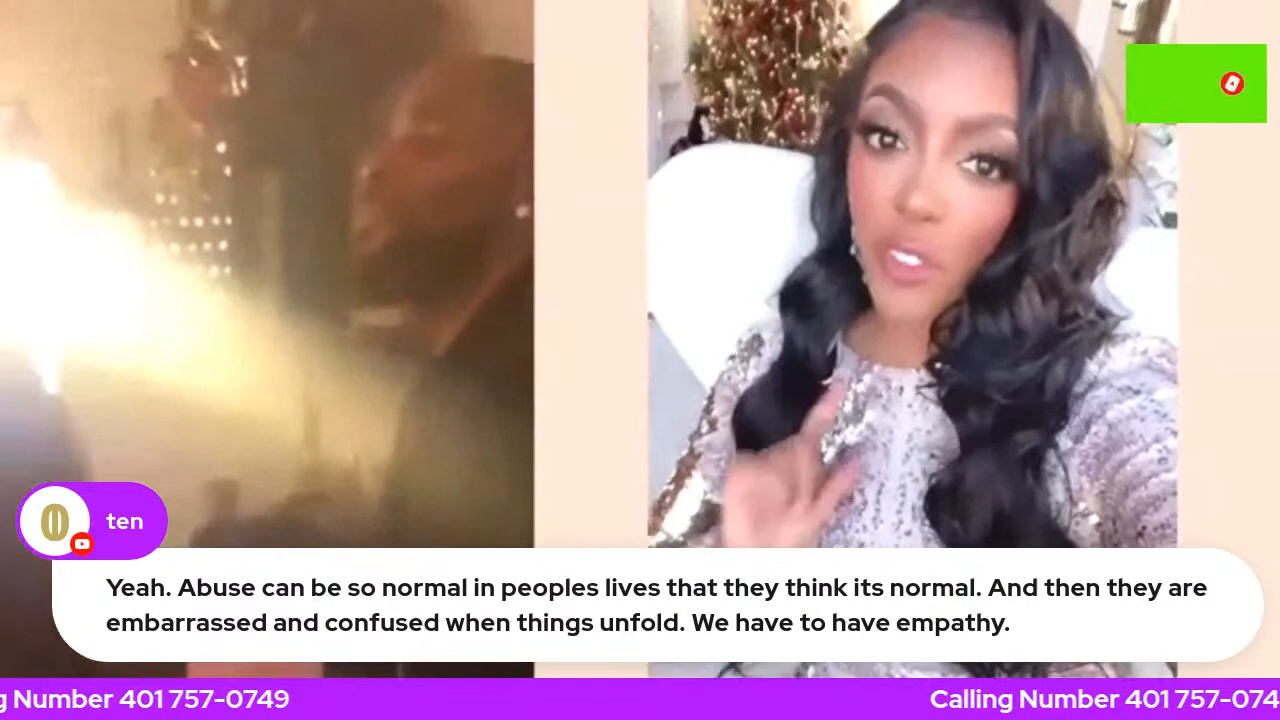 ten
Yeah. Abuse can be so normal in peoples lives that they think its normal. And then they are
embarrassed and confused when things unfold. We have to have empathy.
g Number 401 757-0749
Calling Number 401 757-074